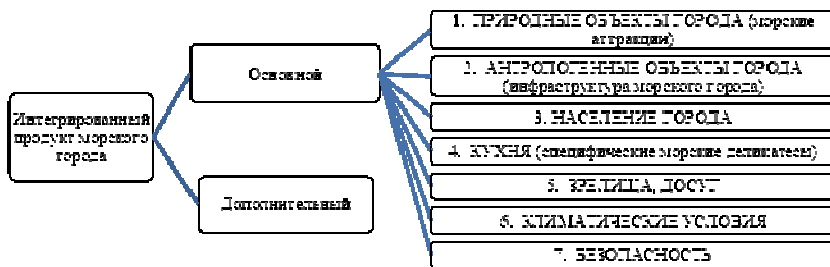 Интегрированный
продукт морского
города
Основной
Дополнительный
1. ПРИРОДНЫЕ ОБЪЕКТЫ ГОРОДА (морские
аттракции)
2. АНТРОПОГЕННЫЕ ОБЪЕКТЫ ГОРОДА
(инфраструктура морского города)
3. НАСЕЛЕНИЕ ГОРОДА
4. КУХНЯ (специфические морские деликатесы)
5. ЗРЕЛИЩА, ДОСУГ
6. КЛИМАТИЧЕСКИЕ УСЛОВИЯ
7. БЕЗОПАСНОСТЬ